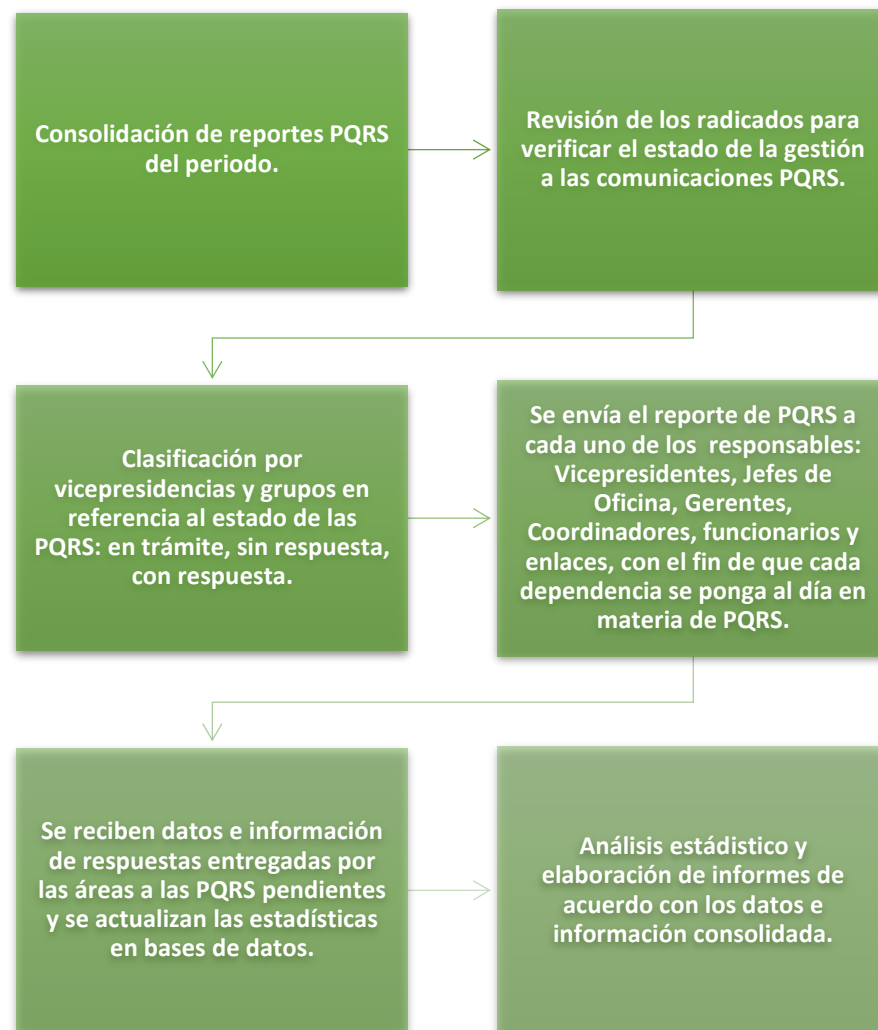 Consolidación de reportes PQRS
del periodo.
Revisión de los radicados para
verificar el estado de la gestión
a las comunicaciones PQRS.
Clasificación por
vicepresidencias y grupos en
referencia al estado de las
PQRS: en trámite, sin respuesta,
con respuesta.
Se envía el reporte de PQRS a
cada uno de los responsables:
Vicepresidentes, Jefes de
Oficina, Gerentes,
Coordinadores, funcionarios y
enlaces, con el fin de que cada
dependencia se ponga al día en
materia de PQRS.
Se reciben datos e información
de respuestas entregadas por
las áreas a las PQRS pendientes
y se actualizan las estadísticas
en bases de datos.
Análisis estádistico y
elaboración de informes de
acuerdo con los datos e
información consolidada.